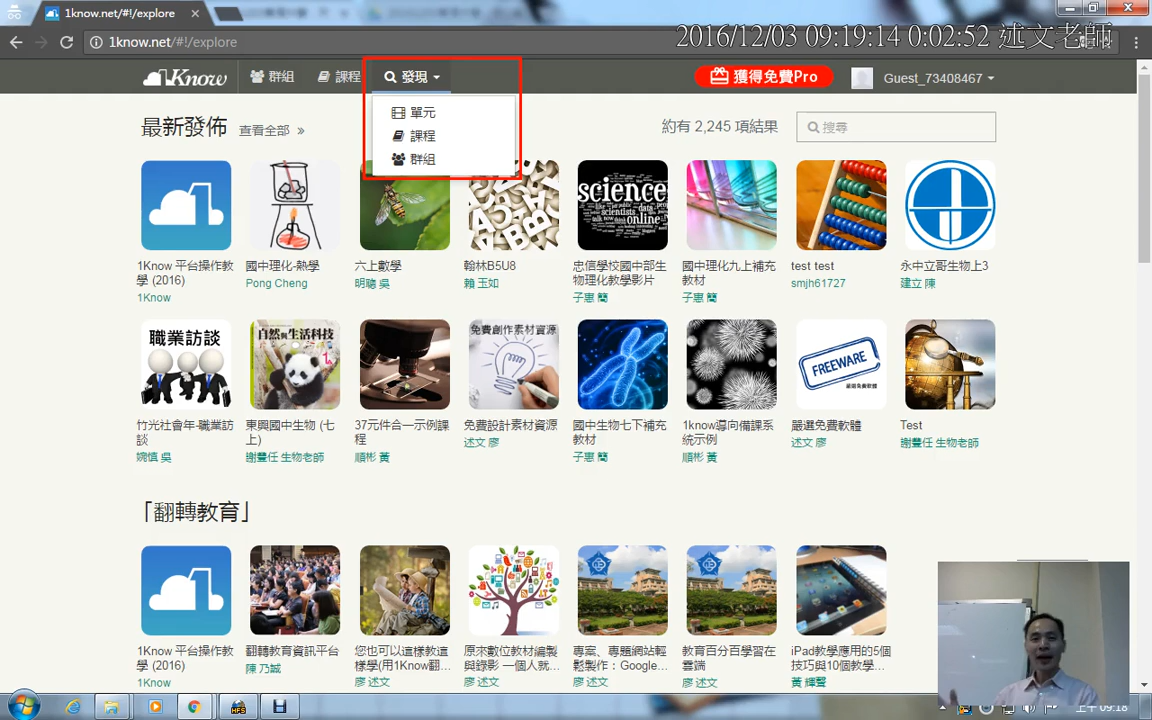 1know.net/#!/explore
1know.net/#!/explore
2016/12/03 09:19:14 0:02:52 述文老師
1Know
群組
課程
發現
獲得免費Pro
Guest_73408467
單元
課程
群組
最新發佈 查看全部 »
約有 2,245 項結果
搜尋
science
scientists
online
1Know 平台操作教
學 (2016)
1Know
國中理化-熱學
Pong Cheng
六上數學
明聰 吳
翰林B5U8
賴 玉如
忠信學校國中部生
物理化教學影片
子惠 簡
國中理化九上補充
教材
子惠 簡
test test
smjh61727
永中立哥生物上3
建立 陳
職業訪談
自然與生活科技
免費創作素材資源
FREEWARE
嚴選免費軟體
竹光社會年-職業訪
談
婉慎 吳
東興國中生物 (七
上)
謝豐任 生物老師
37元件合一示例課
程
順彬 黃
免費設計素材資源
述文 廖
國中生物七下補充
教材
子惠 簡
1know導向備課系
統示例
順彬 黃
嚴選免費軟體
述文 廖
Test
謝豐任 生物老師
「翻轉教育」
1Know 平台操作教
學 (2016)
1Know
翻轉教育資訊平台
陳 乃誠
您也可以這樣教這
樣學(用1Know翻...
廖 述文
原來數位教材編製
與錄影 一個人就...
廖 述文
專案、專題網站輕
鬆製作：Google...
廖 述文
教育百分百學習在
雲端
廖 述文
iPad教學應用的5個
技巧與10個教學...
黃 輝聲
HFS
上午 09:18